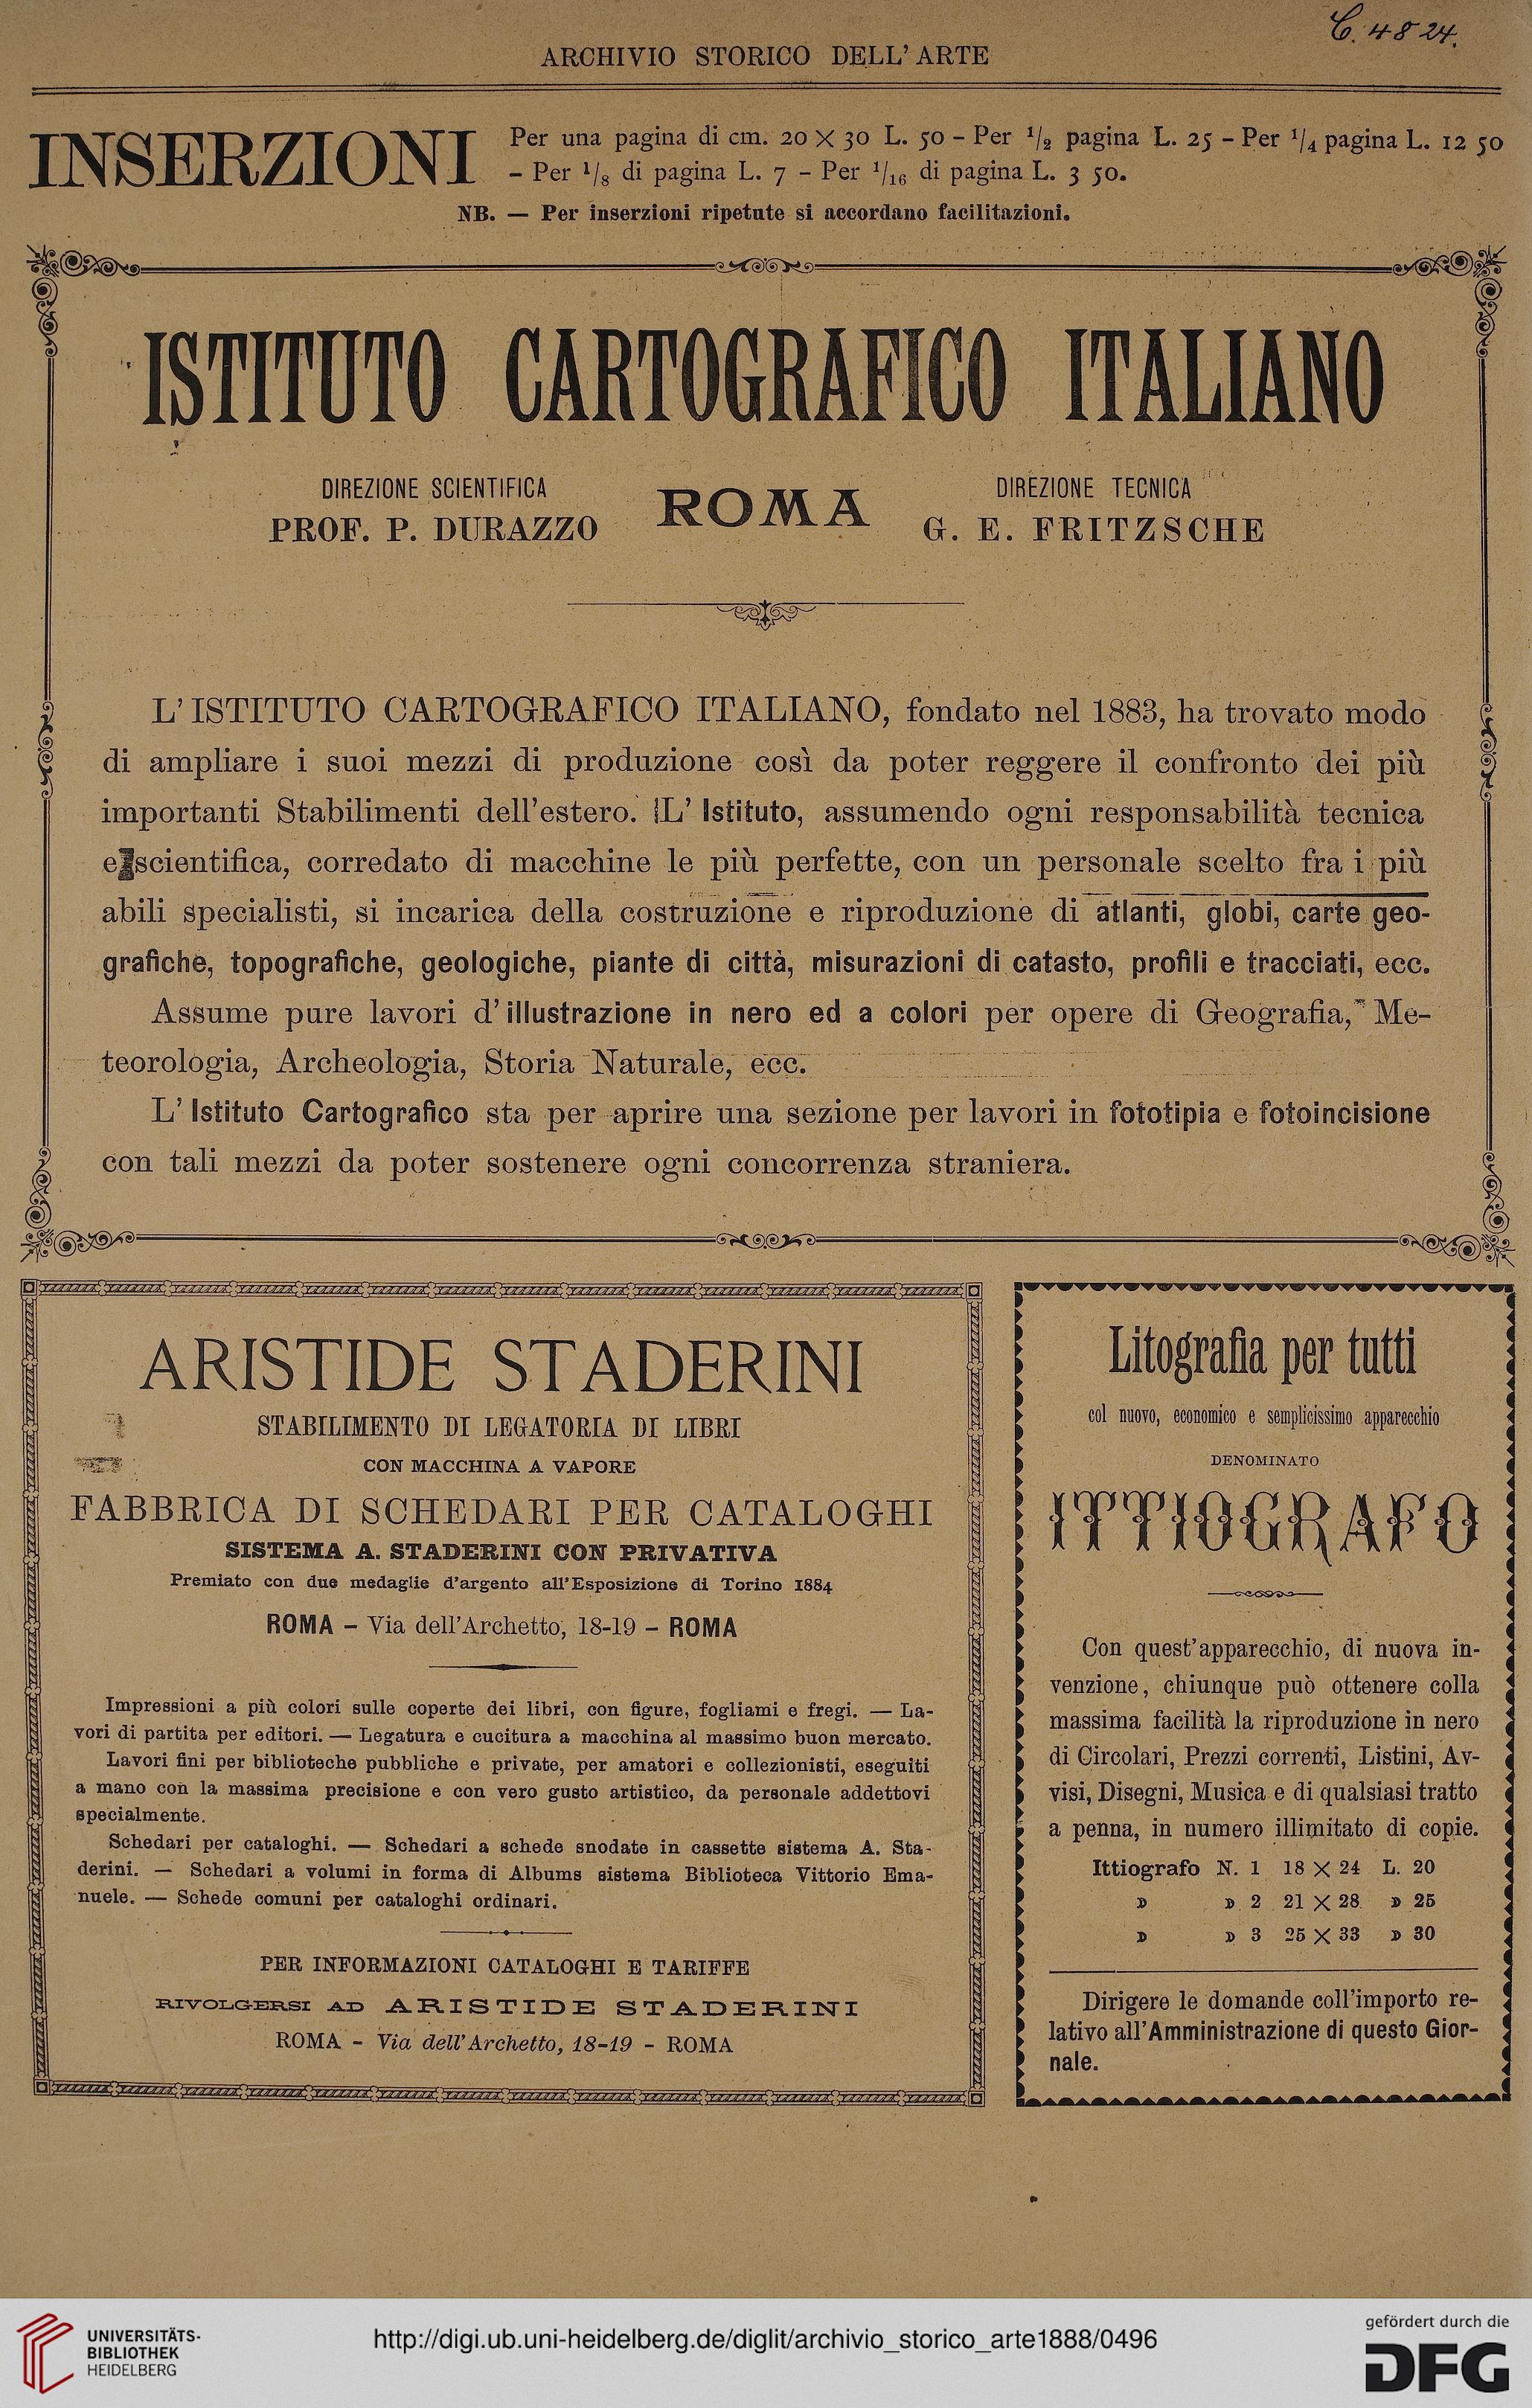 C. 4824.
ARCHIVIO STORICO DELL' ARTE
INSERZIONI
Per una pagina di cm. 20 × 30 L. 50 – Per 1/2 pagina L. 25 – Per 1/4 pagina L. 12 50
– Per 1/8 di pagina L. 7 – Per 1/16 di pagina L. 3 50.
NB. — Per inserzioni ripetute si accordano facilitazioni.
ISTITUTO CARTOGRAFICO ITALIANO
DIREZIONE SCIENTIFICA
PROF. P. DURAZZO
ROMA
DIREZIONE TECNICA
G. E. FRITZSCHE
L' ISTITUTO CARTOGRAFICO ITALIANO, fondato nel 1883, ha trovato modo
di ampliare i suoi mezzi di produzione così da poter reggere il confronto dei più
importanti Stabilimenti dell'estero. L' Istituto, assumendo ogni responsabilità tecnica
e scientifica, corredato di macchine le più perfette, con un personale scelto fra i più
abili specialisti, si incarica della costruzione e riproduzione di atlanti, globi, carte geo-
grafiche, topografiche, geologiche, piante di città, misurazioni di catasto, profili e tracciati, ecc.
Assume pure lavori d' illustrazione in nero ed a colori per opere di Geografia, Me-
teorologia, Archeologia, Storia Naturale, ecc.
L' Istituto Cartografico sta per aprire una sezione per lavori in fototipia e fotoincisione
con tali mezzi da poter sostenere ogni concorrenza straniera.
ARISTIDE STADERINI
STABILIMENTO DI LEGATORIA DI LIBRI
CON MACCHINA A VAPORE
FABBRICA DI SCHEDARI PER CATALOGHI
SISTEMA A. STADERINI CON PRIVATIVA
Premiato con due medaglie d'argento all'Esposizione di Torino 1884
ROMA – Via dell'Archetto, 18-19 – ROMA
Impressioni a più colori sulle coperte dei libri, con figure, fogliami e fregi. — La-
vori di partita per editori. — Legatura e cucitura a macchina al massimo buon mercato.
Lavori fini per biblioteche pubbliche e private, per amatori e collezionisti, eseguiti
a mano con la massima precisione e con vero gusto artistico, da personale addettovi
specialmente.
Schedari per cataloghi. — Schedari a schede snodate in cassette sistema A. Sta-
derini. — Schedari a volumi in forma di Albums sistema Biblioteca Vittorio Ema-
nuele. — Schede comuni per cataloghi ordinari.
PER INFORMAZIONI CATALOGHI E TARIFFE
RIVOLGERSI AD ARISTIDE STADERINI
ROMA – Via dell' Archetto, 18-19 – ROMA
Litografia per tutti
col nuovo, economico e semplicissimo apparecchio
DENOMINATO
ITTIOGRAFO
Con quest'apparecchio, di nuova in-
venzione, chiunque può ottenere colla
massima facilità la riproduzione in nero
di Circolari, Prezzi correnti, Listini, Av-
visi, Disegni, Musica e di qualsiasi tratto
a penna, in numero illimitato di copie.
Ittiografo N. 1 18 × 24 L. 20
» » 2 21 × 28 » 25
» » 3 25 × 33 » 30
Dirigere le domande coll'importo re-
lativo all'Amministrazione di questo Gior-
nale.
UNIVERSITÄTS-
BIBLIOTHEK
HEIDELBERG
http://digi.ub.uni-heidelberg.de/diglit/archivio_storico_arte1888/0496
gefördert durch die
DFG